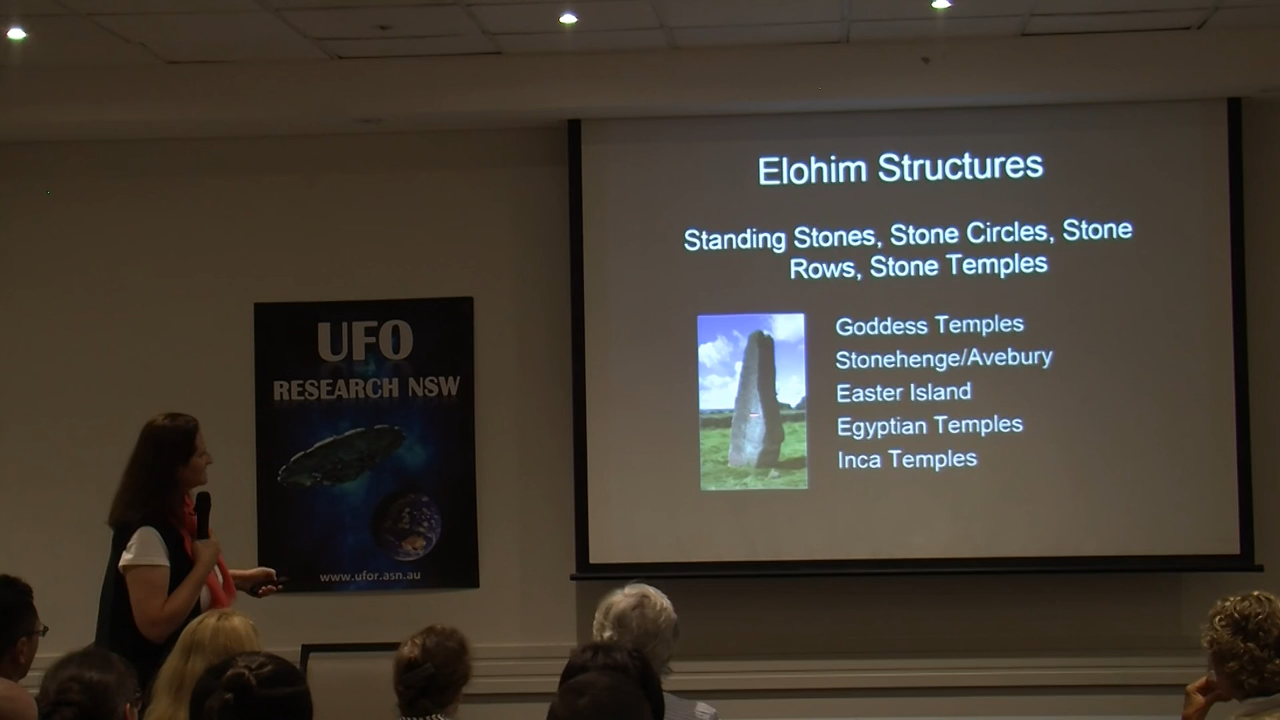 UFO
RESEARCH NSW
www.ufor.asn.au
Elohim Structures
Standing Stones, Stone Circles, Stone
Rows, Stone Temples
Goddess Temples
Stonehenge/Avebury
Easter Island
Egyptian Temples
Inca Temples